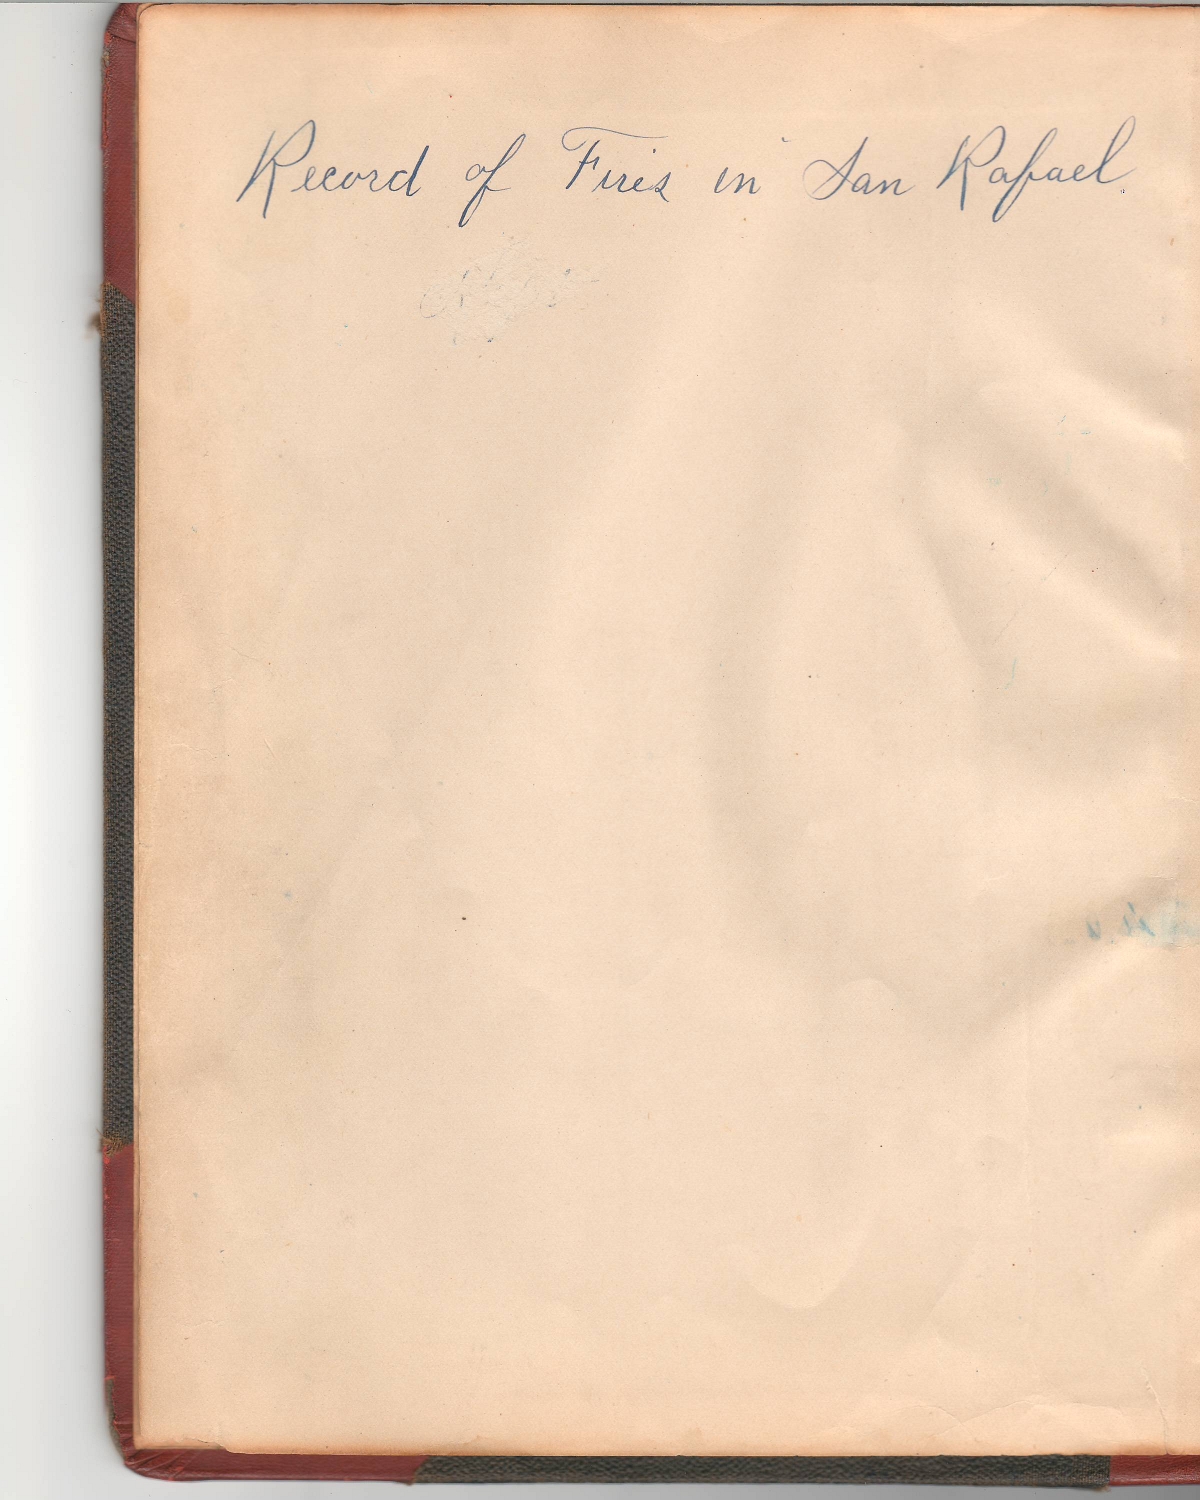 Record of Fires in San Rafael.